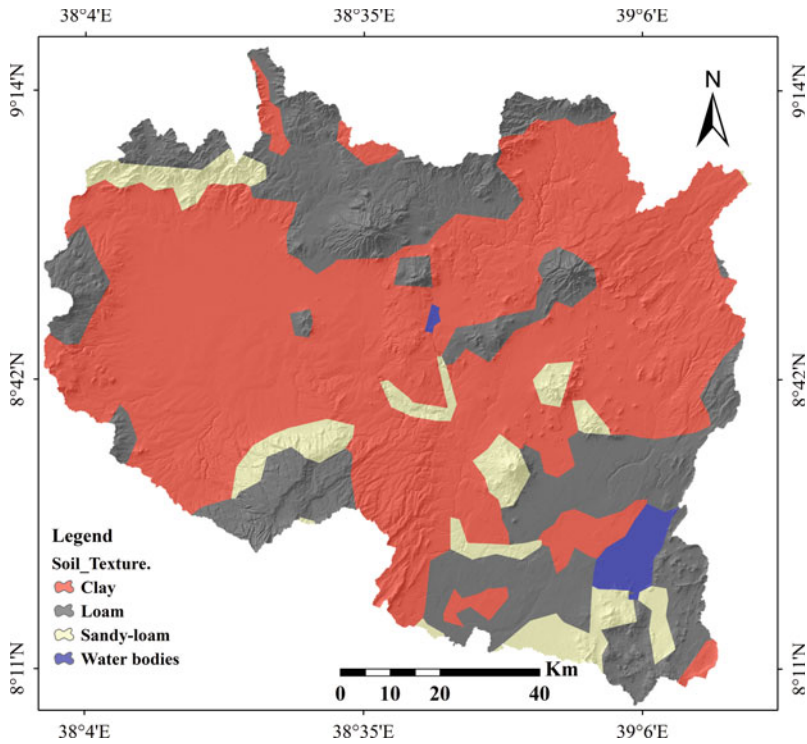 38°4'E 38°35'E 39°6'E
N
9°14'N 9°14'N
8°42'N 8°42'N
Legend
Soil_Texture.
Clay
Loam
Sandy-loam
Water bodies
8°11'N 8°11'N
Km
0 10 20 40
38°4'E 38°35'E 39°6'E